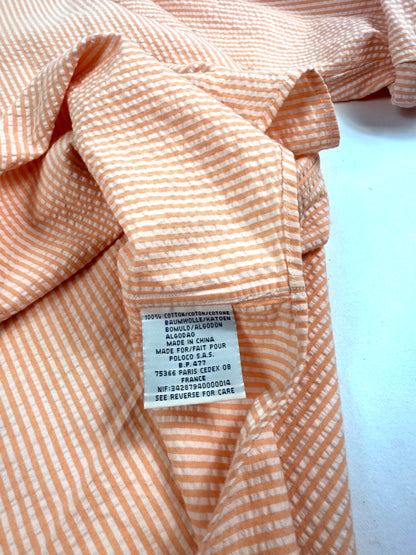 100% COTTON/COTON/COTONE
BAUMWOLLE/KATOEN
BOMULD/ALGODON
ALGODAO
MADE IN CHINA
MADE FOR/FAIT POUR
POLOCO S.A.S.
B.P. 477
75366 PARIS CEDEX 08
FRANCE
NIF:34287940000014
SEE REVERSE FOR CARE